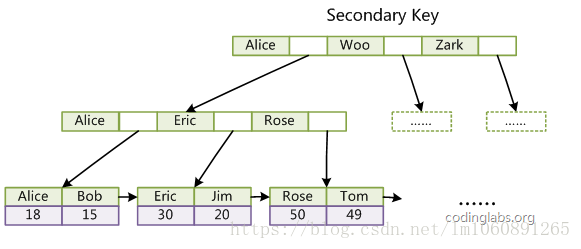 Secondary Key
Alice Woo Zark
Alice Eric Rose
...... ......
Alice Bob Eric Jim Rose Tom
18 15 30 20 50 49
......
codinglabs.org
https://blog.csdn.net/lm1060891265